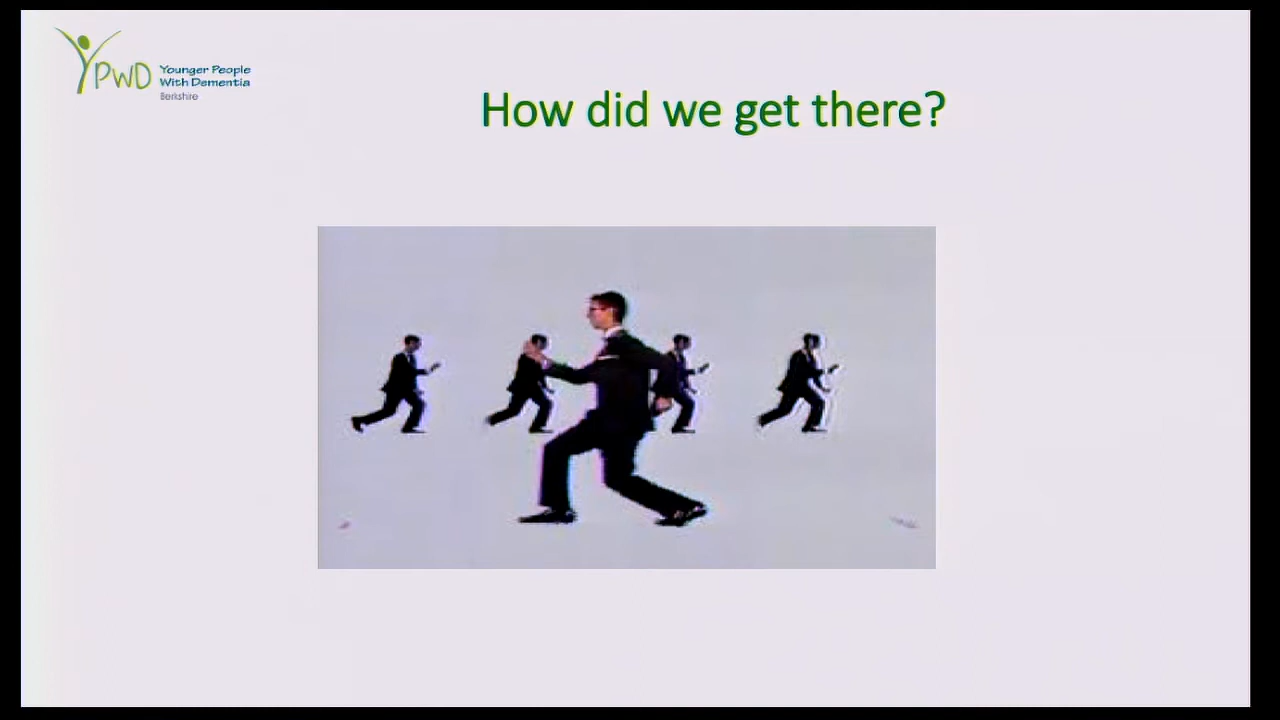 YPWD
Younger People
With Dementia
Berkshire
How did we get there?